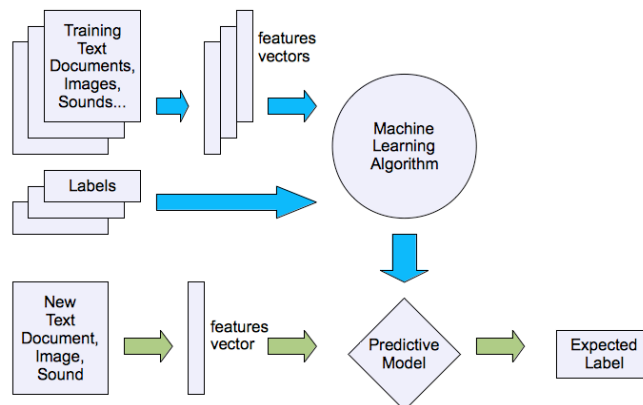 Training
Text
Documents,
Images,
Sounds...
features
vectors
Machine
Learning
Algorithm
Labels
New
Text
Document,
Image,
Sound
features
vector
Predictive
Model
Expected
Label